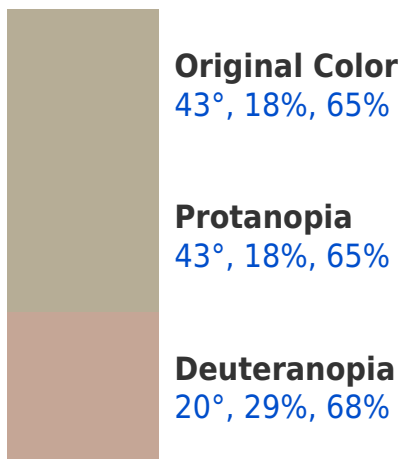 Original Color
43°, 18%, 65%
Protanopia
43°, 18%, 65%
Deuteranopia
20°, 29%, 68%